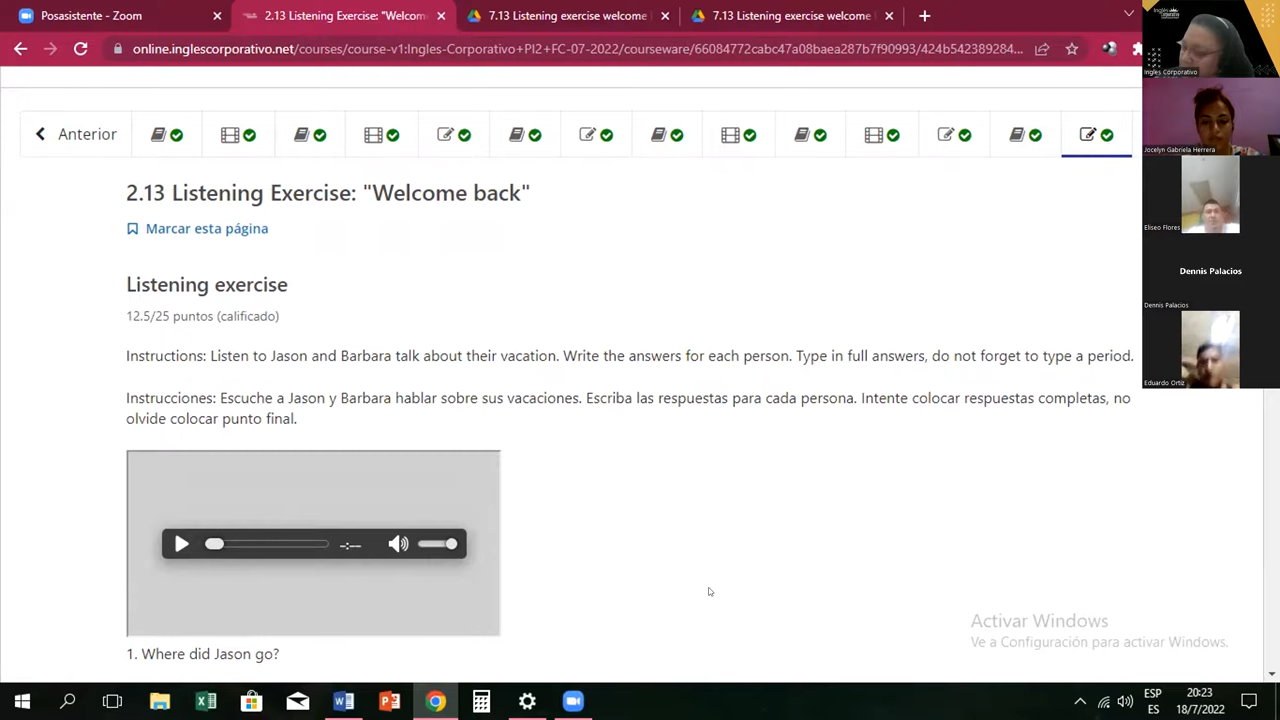 Posasistente - Zoom
2.13 Listening Exercise: "Welcom
7.13 Listening exercise welcome
7.13 Listening exercise welcome
online.inglescorporativo.net/courses/course-v1:Ingles-Corporativo+PI2+FC-07-2022/courseware/66084772cabc47a08baea287b7f90993/424b542389284...
Ingles Corporativo
Jocelyn Gabriela Herrera
Eliseo Flores
Dennis Palacios
Dennis Palacios
Eduardo Ortiz
Anterior
2.13 Listening Exercise: "Welcome back"
Marcar esta página
Listening exercise
12.5/25 puntos (calificado)
Instructions: Listen to Jason and Barbara talk about their vacation. Write the answers for each person. Type in full answers, do not forget to type a period.
Instrucciones: Escuche a Jason y Barbara hablar sobre sus vacaciones. Escriba las respuestas para cada persona. Intente colocar respuestas completas, no
olvide colocar punto final.
-:--
1. Where did Jason go?
Activar Windows
Ve a Configuración para activar Windows.
ESP
ES
20:23
18/7/2022